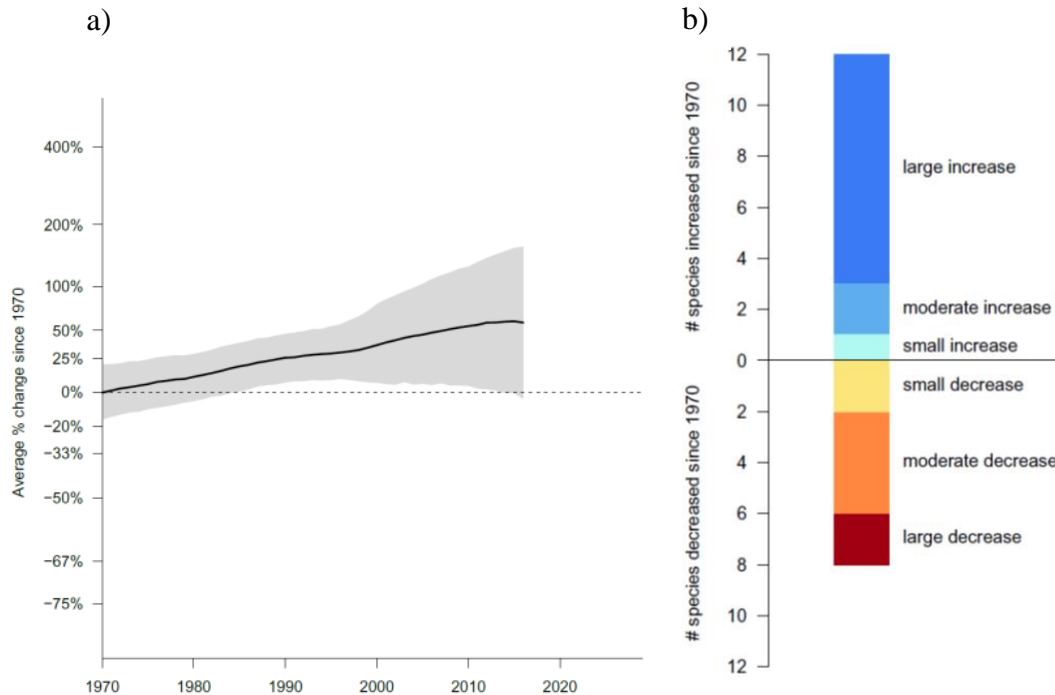 a)
Average % change since 1970
400%
200%
100%
50%
25%
0%
−20%
−33%
−50%
−67%
−75%
1970
1980
1990
2000
2010
2020
b)
# species increased since 1970
# species decreased since 1970
12
10
8
6
4
2
0
2
4
6
8
10
12
large increase
moderate increase
small increase
small decrease
moderate decrease
large decrease